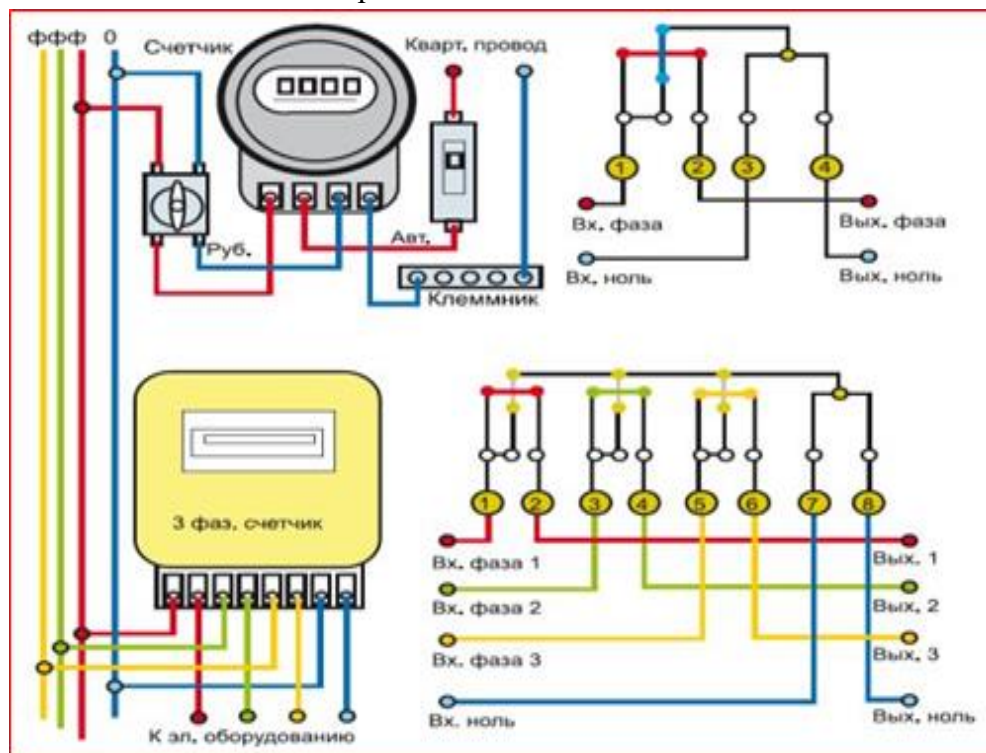 ффф 0
Счетчик
Кварт. провод
0000
Руб.
Авт.
Клеммник
1 2 3 4
Вх. фаза
Вых. фаза
Вх. ноль
Вых. ноль
3 фаз. счетчик
К эл. оборудованию
1 2 3 4 5 6 7 8
Вх. фаза 1
Вых. 1
Вх. фаза 2
Вых. 2
Вх. фаза 3
Вых. 3
Вх. ноль
Вых. ноль